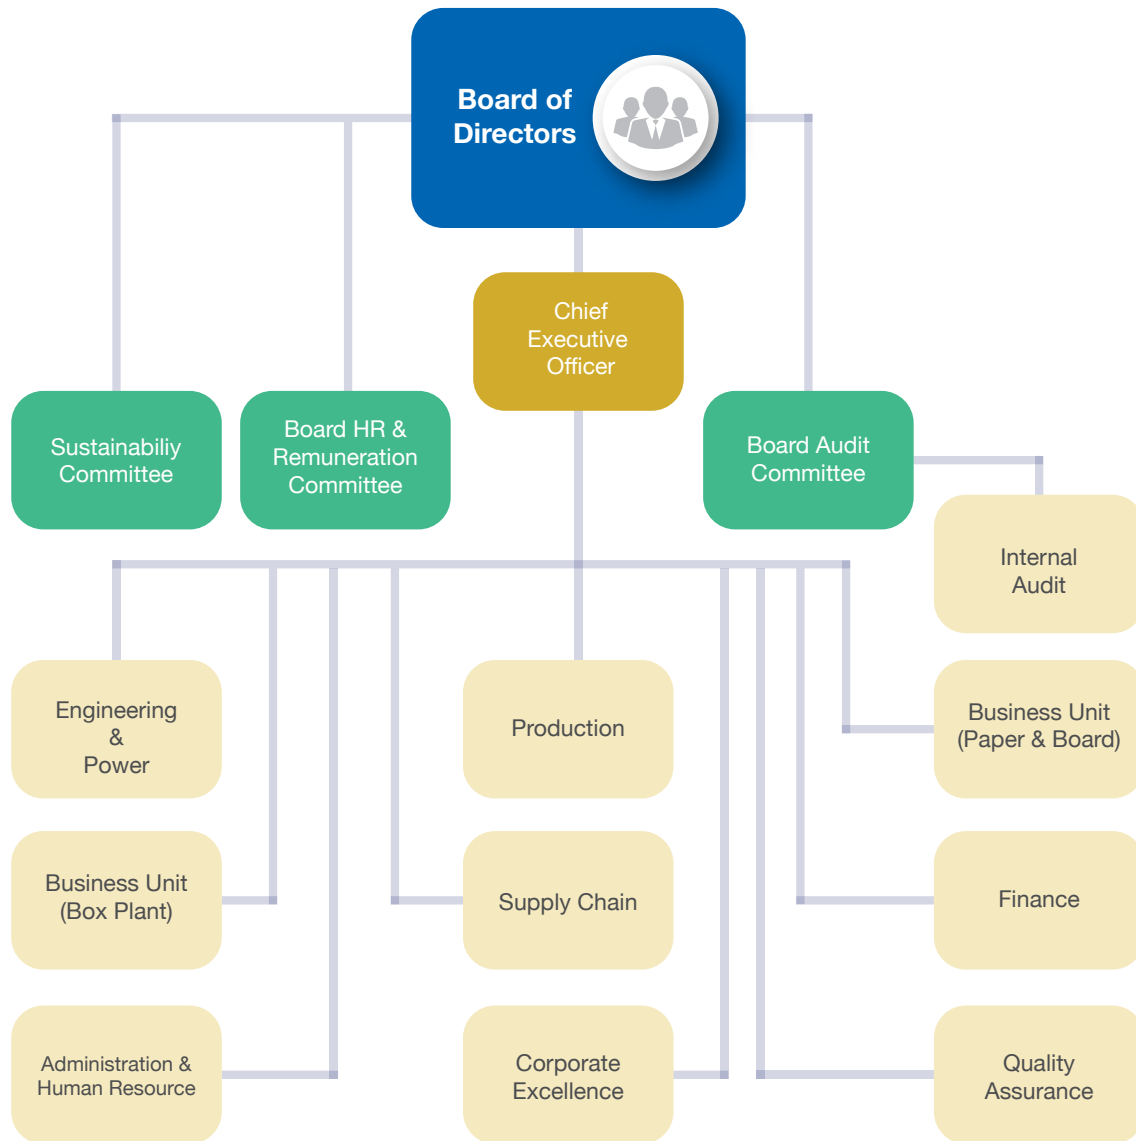 Board of
Directors
Chief
Executive
Officer
Sustainabiliy
Committee
Board HR &
Remuneration
Committee
Board Audit
Committee
Internal
Audit
Engineering
&
Power
Production
Business Unit
(Paper & Board)
Business Unit
(Box Plant)
Supply Chain
Finance
Administration &
Human Resource
Corporate
Excellence
Quality
Assurance